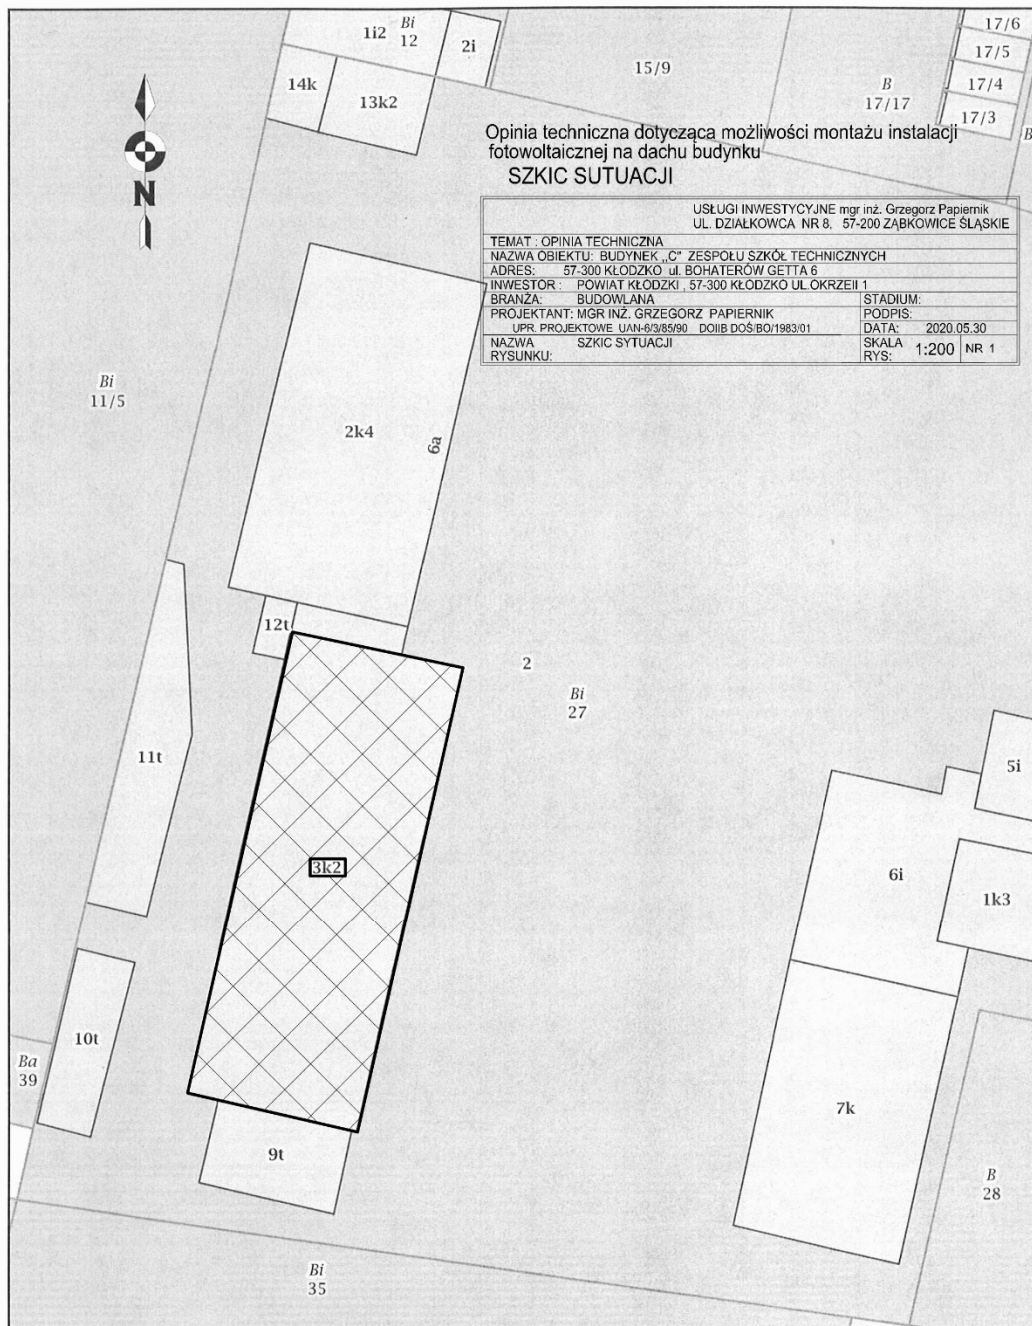 Bi
1i2
12
2i
14k
13k2
15/9
B
17/17
17/6
17/5
17/4
17/3
B
N
Opinia techniczna dotycząca możliwości montażu instalacji
fotowoltaicznej na dachu budynku
SZKIC SUTUACJI
USŁUGI INWESTYCYJNE mgr inż. Grzegorz Papiernik
UL. DZIAŁKOWCA NR 8, 57-200 ZĄBKOWICE ŚLĄSKIE
TEMAT : OPINIA TECHNICZNA
NAZWA OBIEKTU: BUDYNEK „C" ZESPOŁU SZKÓŁ TECHNICZNYCH
ADRES: 57-300 KŁODZKO ul. BOHATERÓW GETTA 6
INWESTOR : POWIAT KŁODZKI , 57-300 KŁODZKO UL.OKRZEII 1
BRANŻA: BUDOWLANA STADIUM:
PROJEKTANT: MGR INŻ. GRZEGORZ PAPIERNIK PODPIS:
UPR. PROJEKTOWE UAN-6/3/85/90 DOIIB DOŚ/BO/1983/01 DATA: 2020.05.30
NAZWA RYSUNKU: SZKIC SYTUACJI SKALA RYS: 1:200 NR 1
Bi
11/5
2k4
6a
12t
2
Bi
27
11t
5i
3k2
6i
1k3
10t
Ba
39
7k
9t
B
28
Bi
35